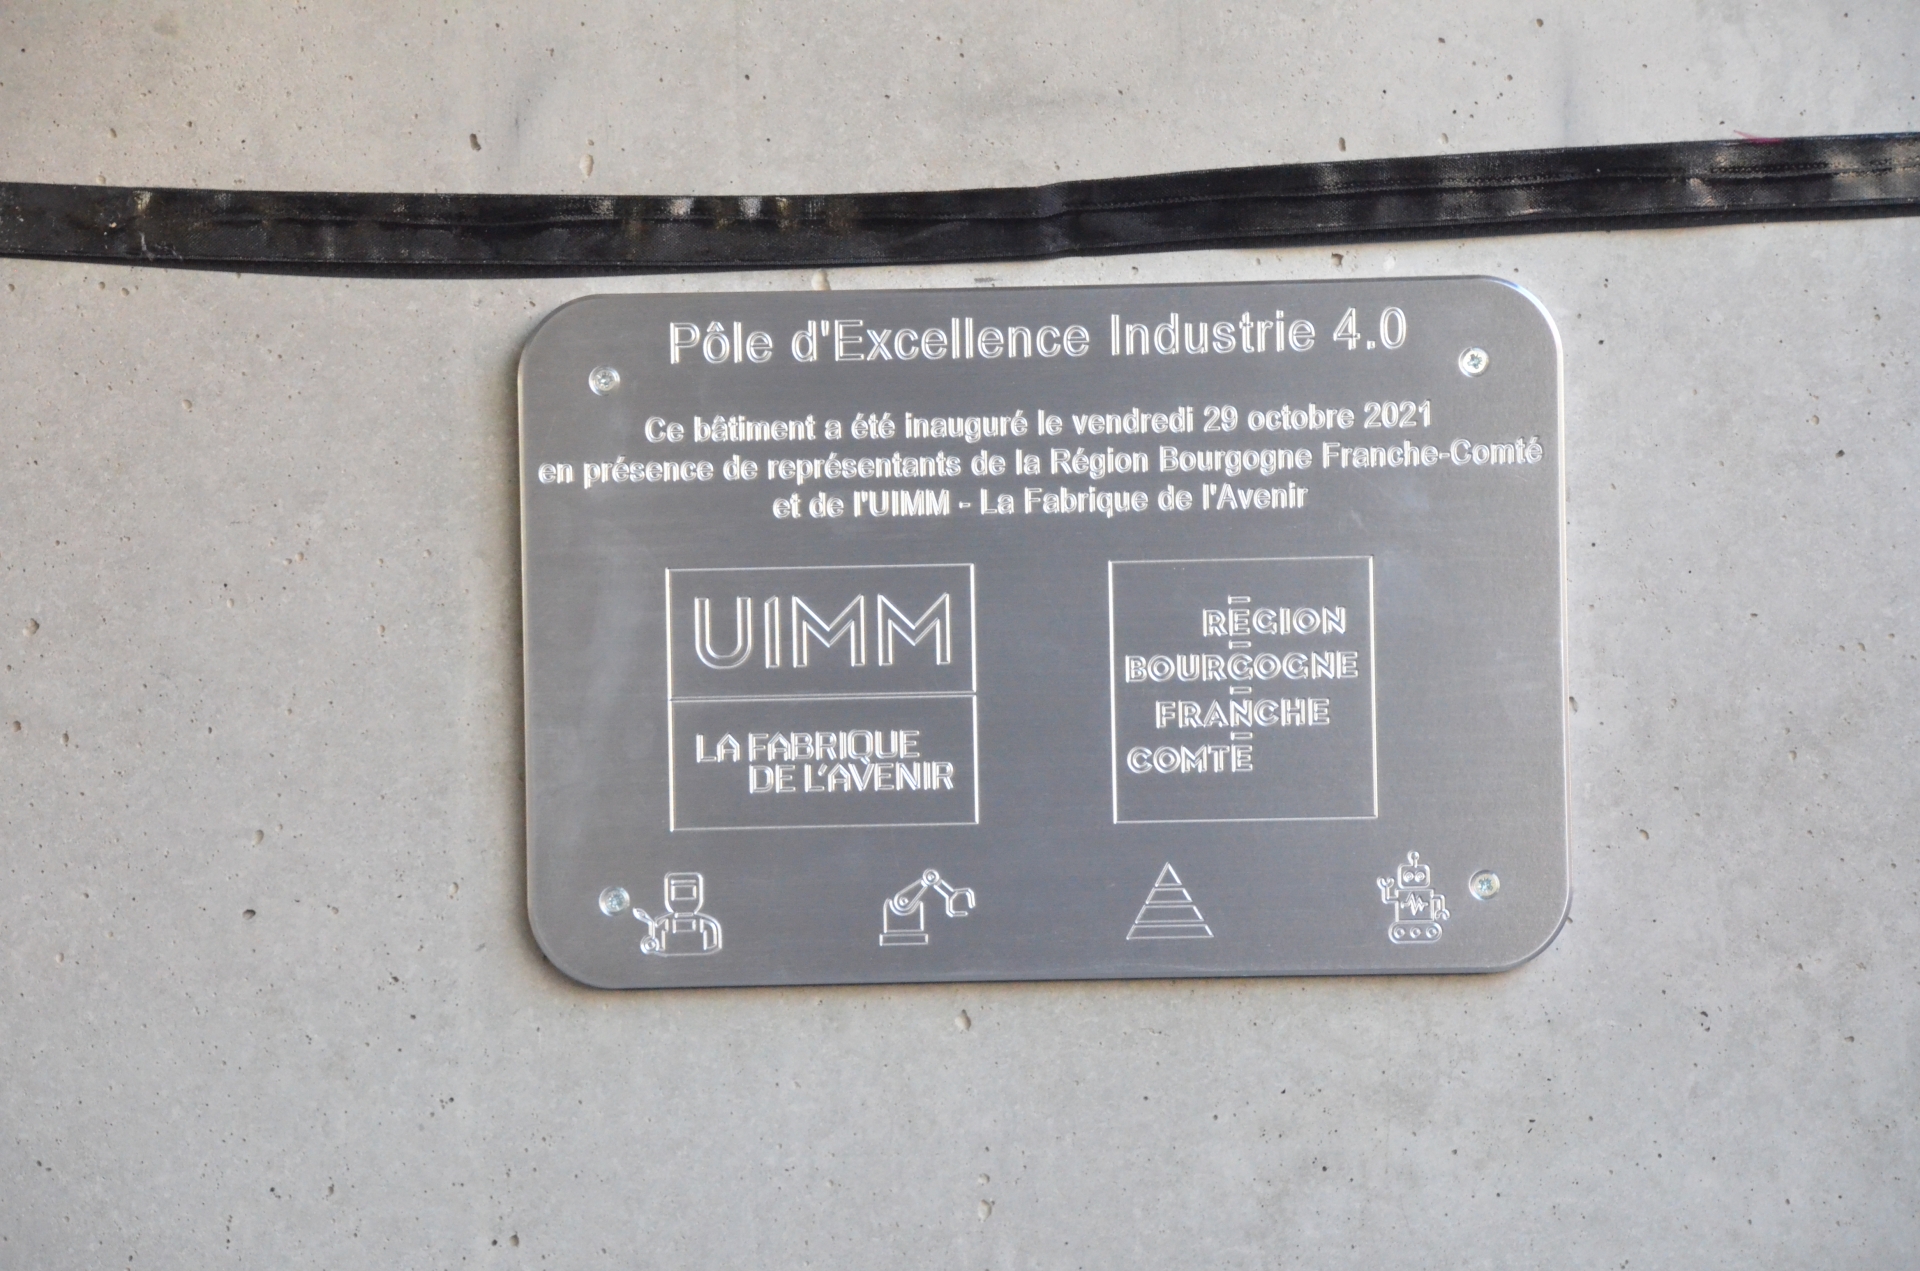 Pôle d'Excellence Industrie 4.0
Ce bâtiment a été inauguré le vendredi 29 octobre 2021
en présence de représentants de la Région Bourgogne Franche-Comté
et de l'UIMM - La Fabrique de l'Avenir
UIMM
LA FABRIQUE
DE L'AVENIR
RÉGION
BOURGOGNE
FRANCHE
COMTÉ